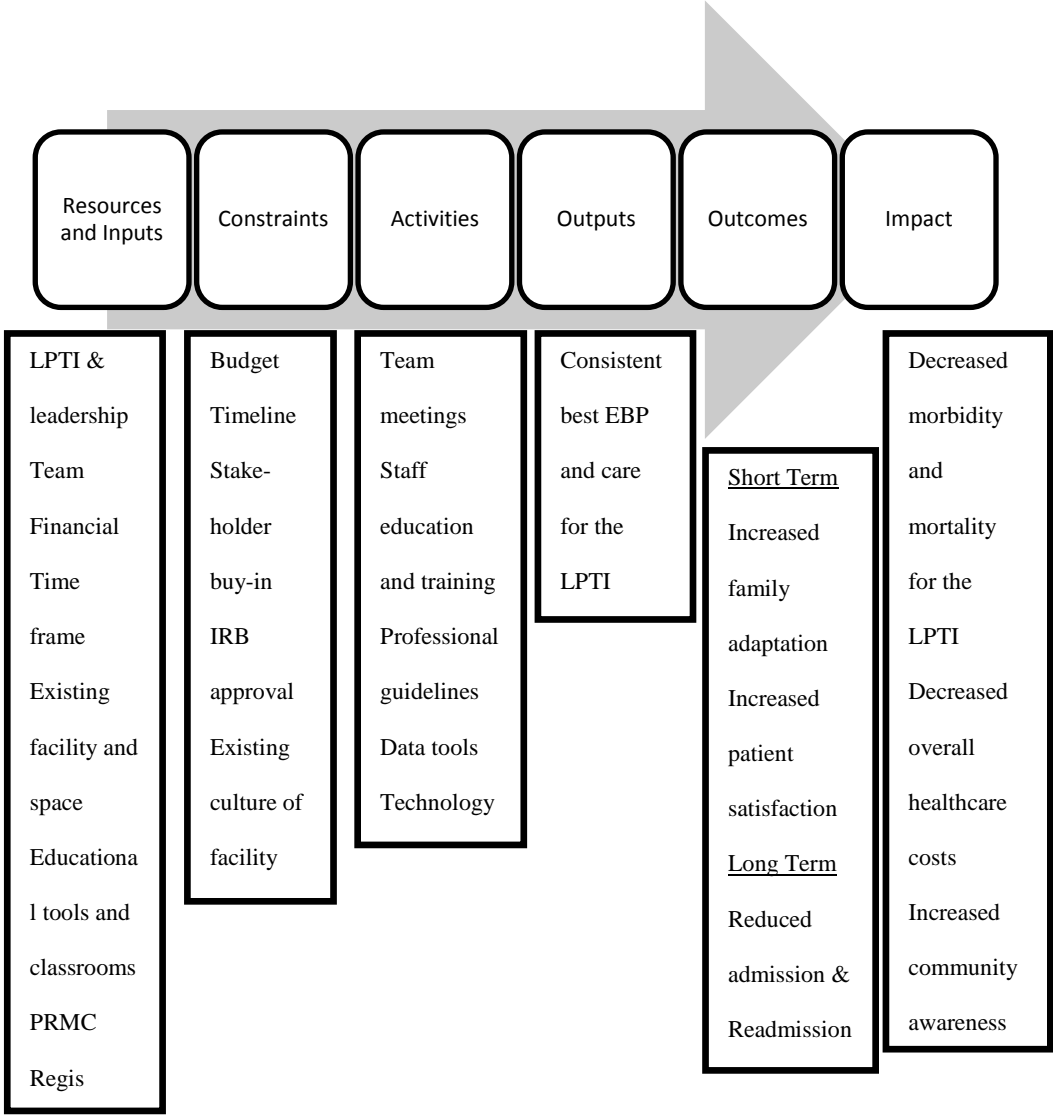 Resources
and Inputs
Constraints
Activities
Outputs
Outcomes
Impact
LPTI &
leadership
Team
Financial
Time
frame
Existing
facility and
space
Educationa
l tools and
classrooms
PRMC
Regis
Budget
Timeline
Stake-
holder
buy-in
IRB
approval
Existing
culture of
facility
Team
meetings
Staff
education
and training
Professional
guidelines
Data tools
Technology
Consistent
best EBP
and care
for the
LPTI
Short Term
Increased
family
adaptation
Increased
patient
satisfaction
Long Term
Reduced
admission &
Readmission
Decreased
morbidity
and
mortality
for the
LPTI
Decreased
overall
healthcare
costs
Increased
community
awareness